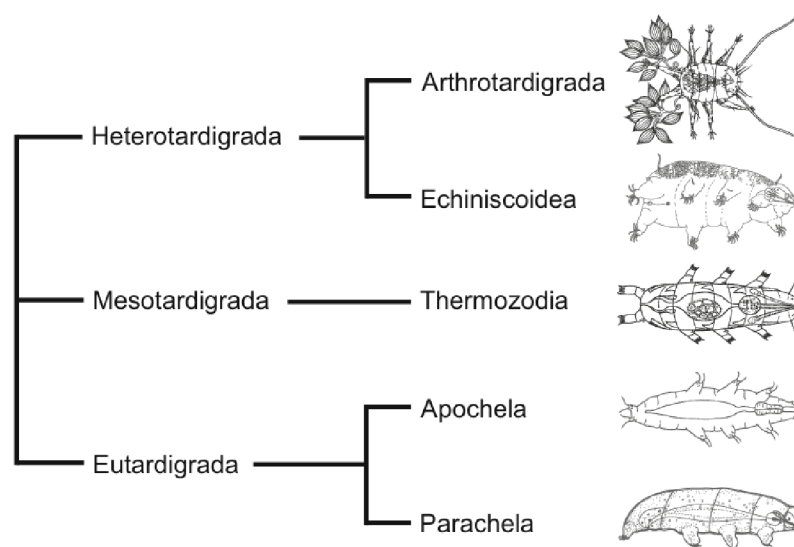 Arthrotardigrada
Heterotardigrada
Echiniscoidea
Mesotardigrada
Thermozodia
Apochela
Eutardigrada
Parachela